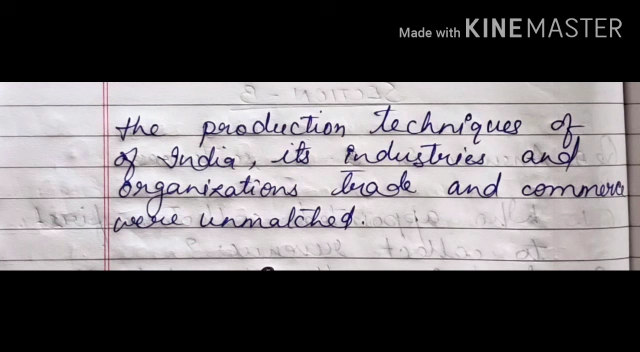 Made with KINEMASTER
the production techniques of
of India, its industries and
Organizations trade and commerce
were unmatched.